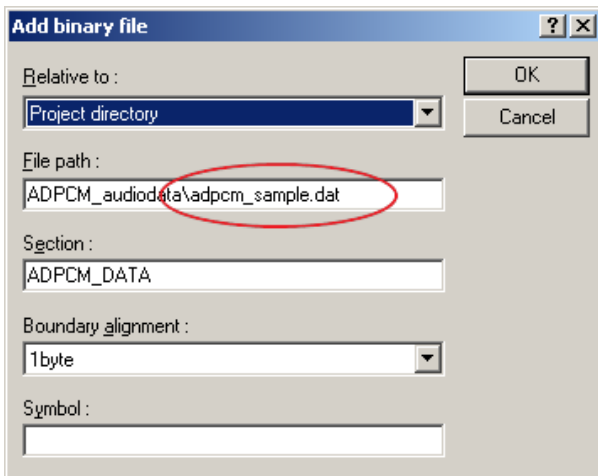 Add binary file
Relative to :
OK
Project directory
Cancel
File path :
ADPCM_audiodata\adpcm_sample.dat
Section :
ADPCM_DATA
Boundary alignment :
1byte
Symbol :